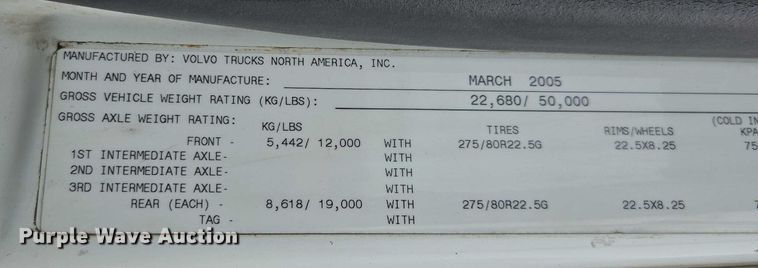 MANUFACTURED BY: VOLVO TRUCKS NORTH AMERICA, INC.
MONTH AND YEAR OF MANUFACTURE: MARCH 2005
GROSS VEHICLE WEIGHT RATING (KG/LBS): 22,680/ 50,000
GROSS AXLE WEIGHT RATING: (COLD IN
KG/LBS TIRES RIMS/WHEELS KPA
FRONT - 5,442/ 12,000 WITH 275/80R22.5G 22.5X8.25 75
1ST INTERMEDIATE AXLE- WITH
2ND INTERMEDIATE AXLE- WITH
3RD INTERMEDIATE AXLE- WITH
REAR (EACH) - 8,618/ 19,000 WITH 275/80R22.5G 22.5X8.25 7
TAG - WITH
Purple Wave Auction